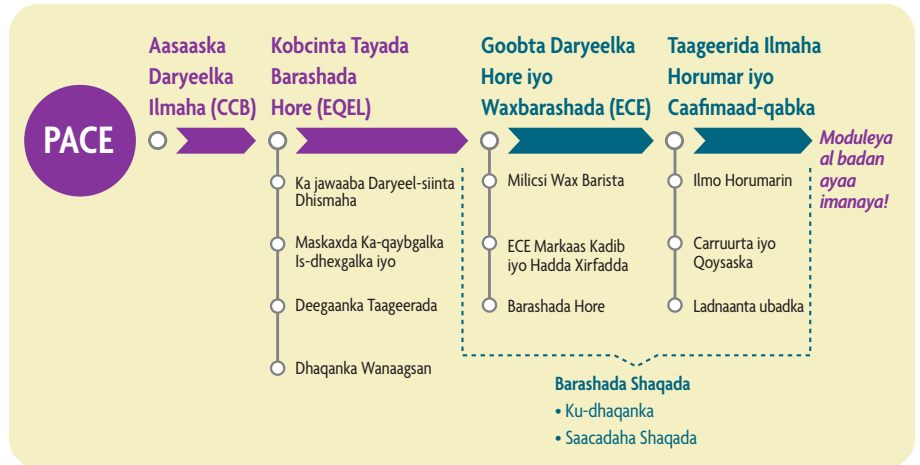 PACE
Aasaaska
Daryeelka
Ilmaha (CCB)
Kobcinta Tayada
Barashada
Hore (EQEL)
Ka jawaaba Daryeel-siinta
Dhismaha
Maskaxda Ka-qaybgalka
Is-dhexgalka iyo
Deegaanka Taageerada
Dhaqanka Wanaagsan
Goobta Daryeelka
Hore iyo
Waxbarashada (ECE)
Milicsi Wax Barista
ECE Markaas Kadib
iyo Hadda Xirfadda
Barashada Hore
Taageerida Ilmaha
Horumar iyo
Caafimaad-qabka
Ilmo Horumarin
Carruurta iyo
Qoysaska
Ladnaanta ubadka
Moduleya
al badan
ayaa
imanaya!
Barashada Shaqada
• Ku-dhaqanka
• Saacadaha Shaqada